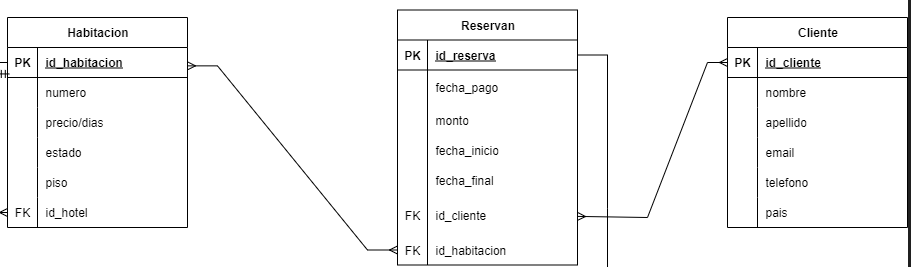 Habitacion
PK id_habitacion
numero
precio/dias
estado
piso
FK id_hotel
Reservan
PK id_reserva
fecha_pago
monto
fecha_inicio
fecha_final
FK id_cliente
FK id_habitacion
Cliente
PK id_cliente
nombre
apellido
email
telefono
pais